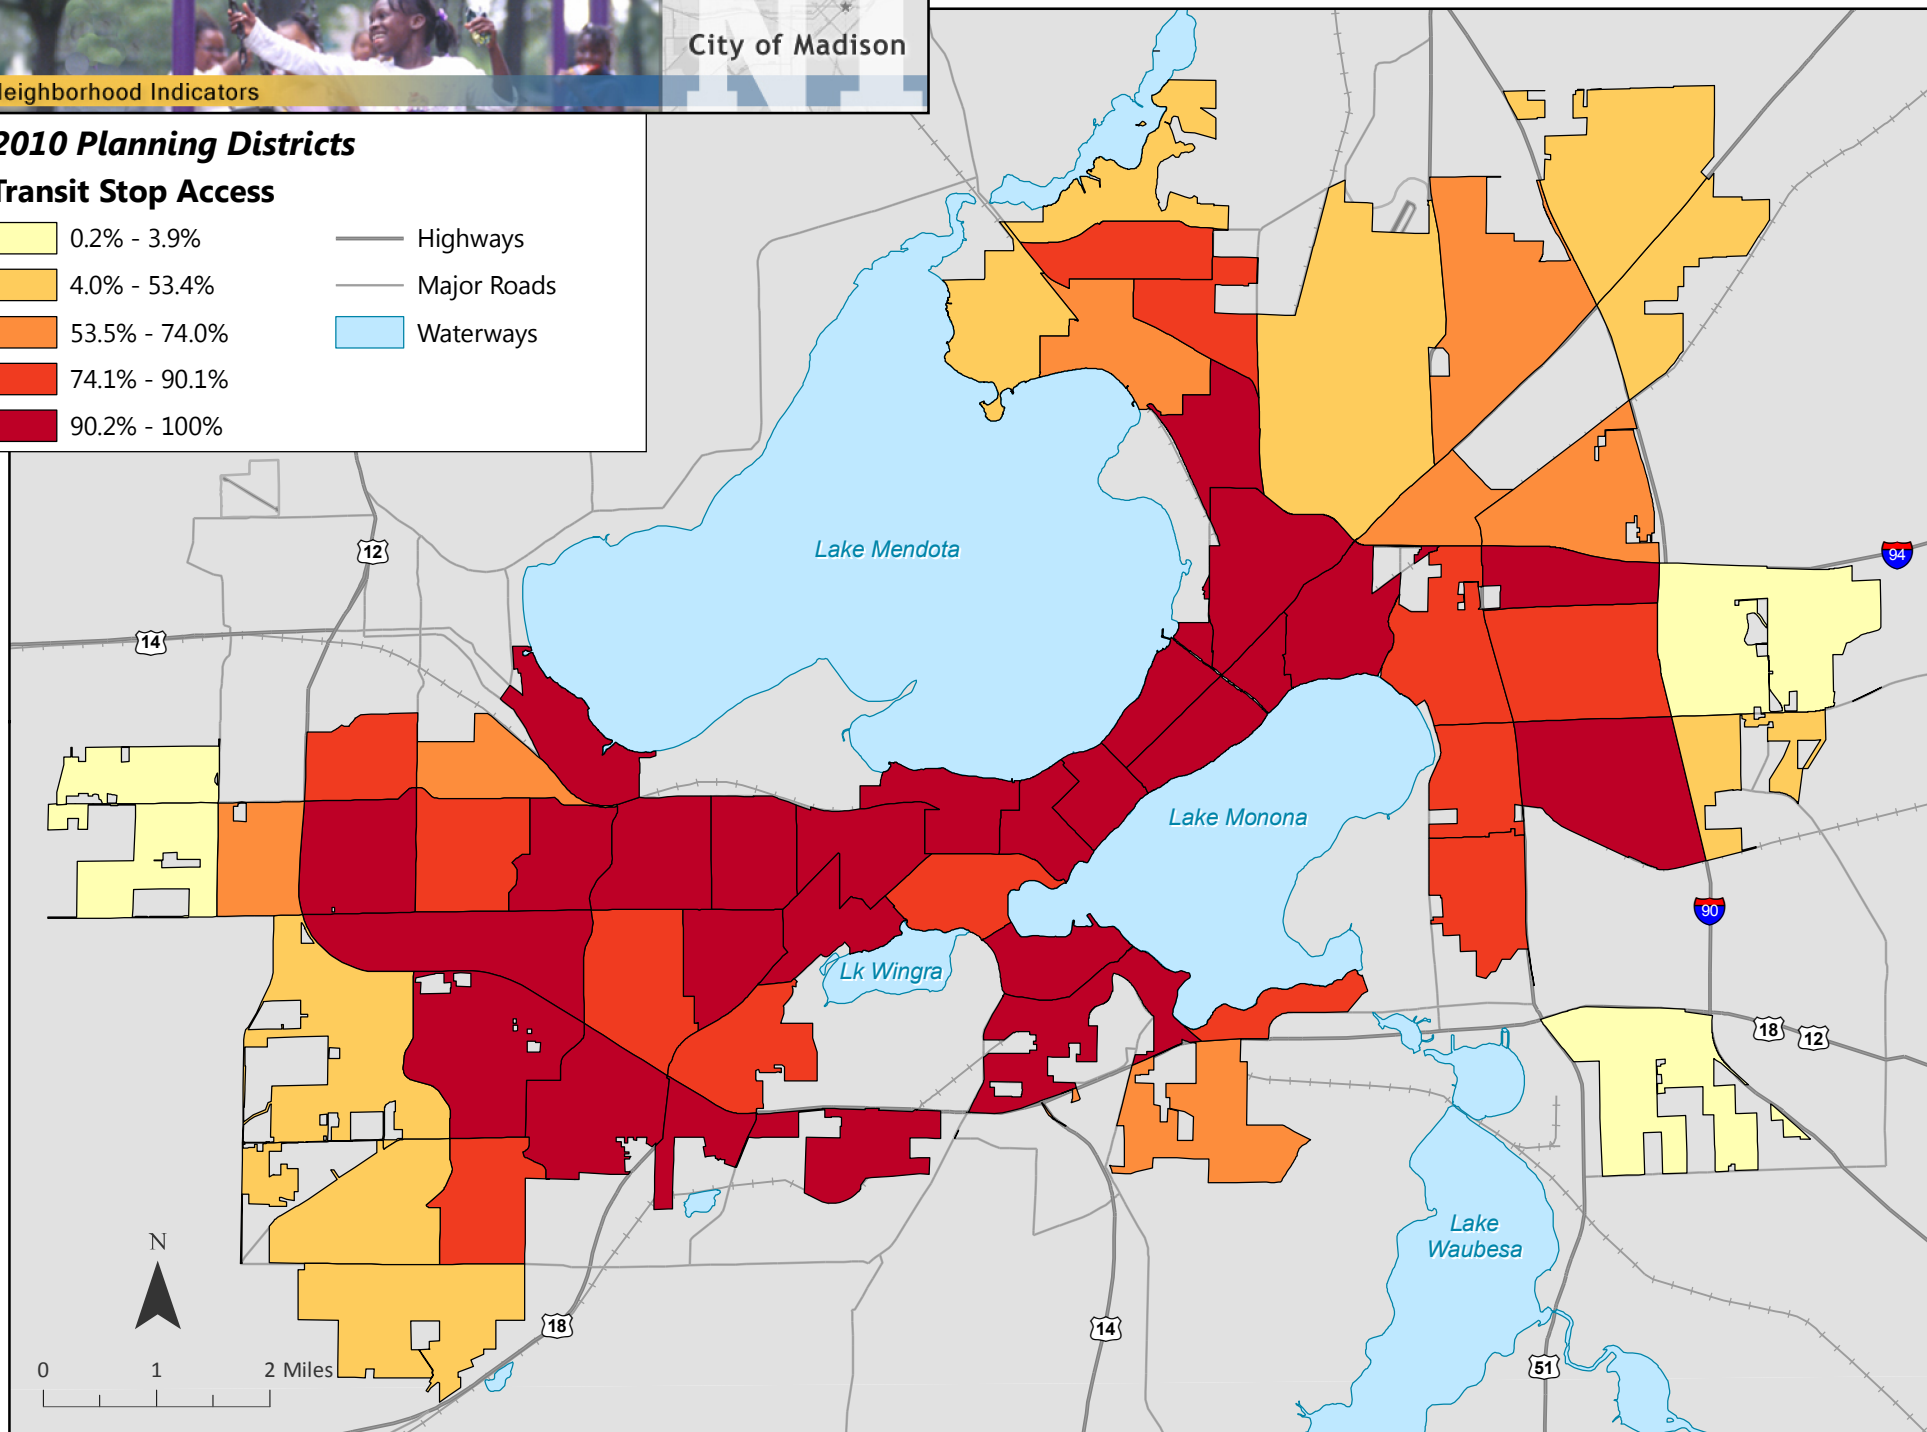 City of Madison
Neighborhood Indicators
2010 Planning Districts
Transit Stop Access
0.2% - 3.9%
4.0% - 53.4%
53.5% - 74.0%
74.1% - 90.1%
90.2% - 100%
Highways
Major Roads
Waterways
12
14
94
Lake Mendota
Lake Monona
90
Lk Wingra
18
12
Lake
Waubesa
N
18
14
51
0
1
2 Miles